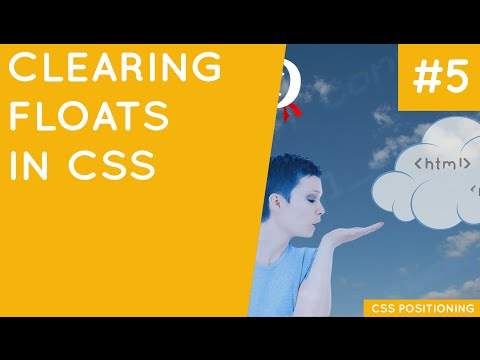 CLEARING
FLOATS
IN CSS
#5
<html>
CSS POSITIONING